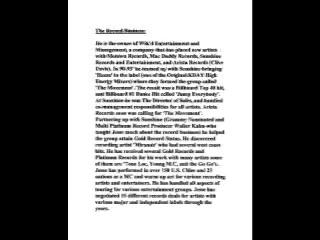 The Record Business:
He is the owner of Wik'd Entertainment and
Management, a company that has placed new artists
with Motown Records, Mac Daddy Records, Sunshine
Records and Entertainment, and Arista Records (Clive
Davis). In 90-95' he teamed up with Sunshine bringing
'Hazze' to the label (one of the Original KDAY High
Energy Mixers) where they formed the group called
'The Movement'. The result was a Billboard Top 40 hit,
and Billboard #1 Dance Hit called 'Jump Everybody'.
At Sunshine he was The Director of Sales, and handled
co-management responsibilities for all artists. Arista
Records soon was calling for 'The Movement'.
Partnering up with Sunshine (Grammy Nominated and
Multi Platinum Record Producer Walter Kahn who
taught Jesse much about the record business) he helped
the group attain Gold Record Status. He discovered
recording artist 'Miranda' who had several west coast
hits. He has received several Gold Records and
Platinum Records for his work with many artists some
of them are 'Tone Loc, Young M.C, and the Go Go's.
Jesse has performed in over 150 U.S. Cities and 25
nations as a MC and warm-up act for various recording
artists and entertainers. He has handled all aspects of
touring for various entertainment groups. Jesse has
negotiated 10 different records deals for artists with
various major and independent labels through the
years.